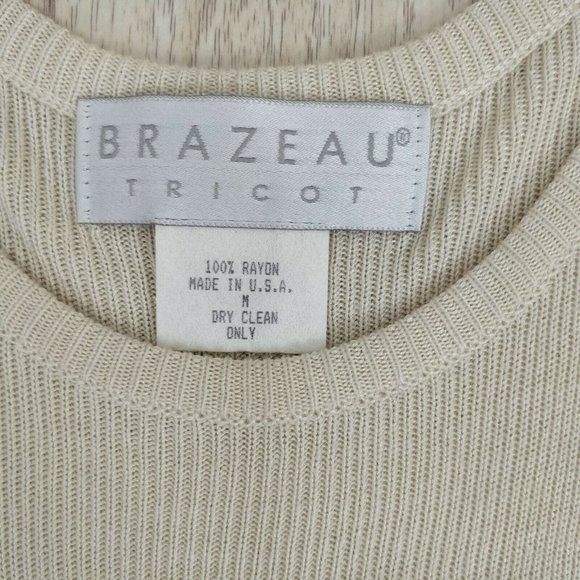 BRAZEAU®
TRICOT
100% RAYON
MADE IN U.S.A.
M
DRY CLEAN
ONLY